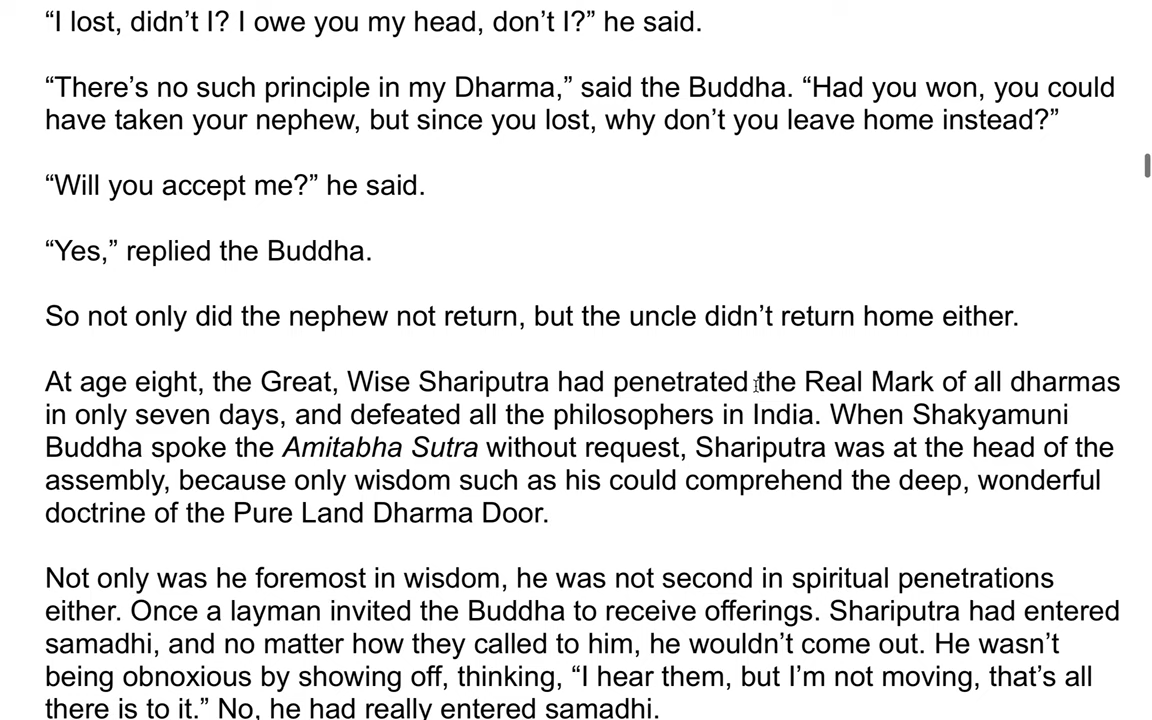 “I lost, didn’t I? I owe you my head, don’t I?” he said.
“There’s no such principle in my Dharma,” said the Buddha. “Had you won, you could
have taken your nephew, but since you lost, why don’t you leave home instead?”
“Will you accept me?” he said.
“Yes,” replied the Buddha.
So not only did the nephew not return, but the uncle didn’t return home either.
At age eight, the Great, Wise Shariputra had penetrated the Real Mark of all dharmas
in only seven days, and defeated all the philosophers in India. When Shakyamuni
Buddha spoke the Amitabha Sutra without request, Shariputra was at the head of the
assembly, because only wisdom such as his could comprehend the deep, wonderful
doctrine of the Pure Land Dharma Door.
Not only was he foremost in wisdom, he was not second in spiritual penetrations
either. Once a layman invited the Buddha to receive offerings. Shariputra had entered
samadhi, and no matter how they called to him, he wouldn’t come out. He wasn’t
being obnoxious by showing off, thinking, “I hear them, but I’m not moving, that’s all
there is to it.” No, he had really entered samadhi.